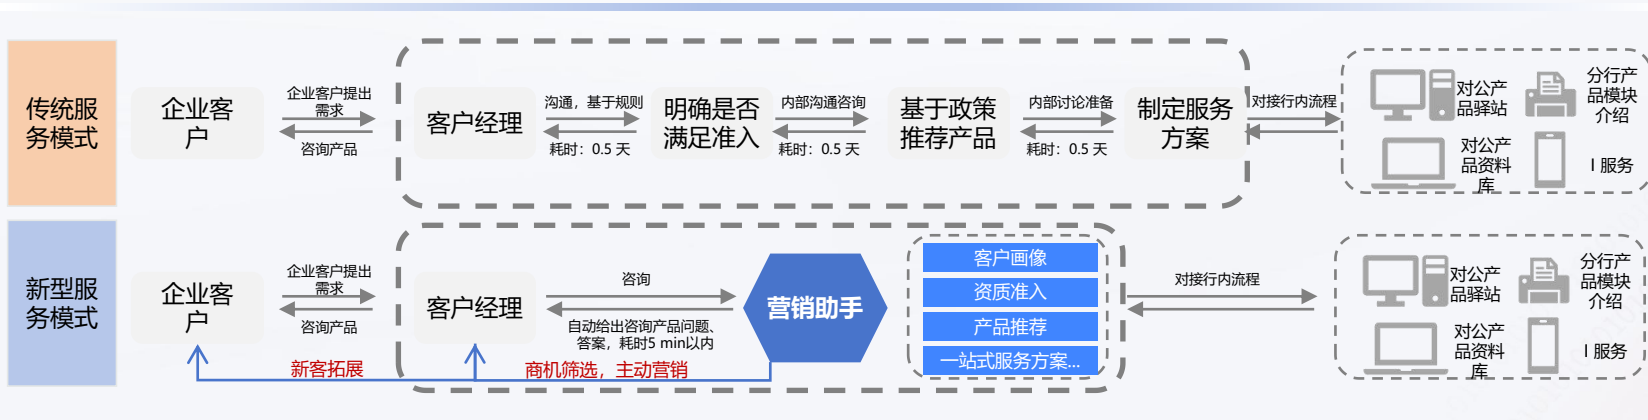 传统服
务模式
企业客
户
企业客户提出
需求
咨询产品
客户经理
沟通，基于规则
耗时：0.5 天
明确是否
满足准入
内部沟通咨询
耗时：0.5 天
基于政策
推荐产品
内部讨论准备
耗时：0.5 天
制定服务
方案
对接行内流程
对公产
品驿站
分行产
品模块
介绍
对公产
品资料
库
I 服务
新型服
务模式
企业客
户
企业客户提出
需求
咨询产品
新客拓展
客户经理
咨询
自动给出咨询产品问题、
答案，耗时5 min以内
商机筛选，主动营销
营销助手
客户画像
资质准入
产品推荐
一站式服务方案...
对接行内流程
对公产
品驿站
分行产
品模块
介绍
对公产
品资料
库
I 服务